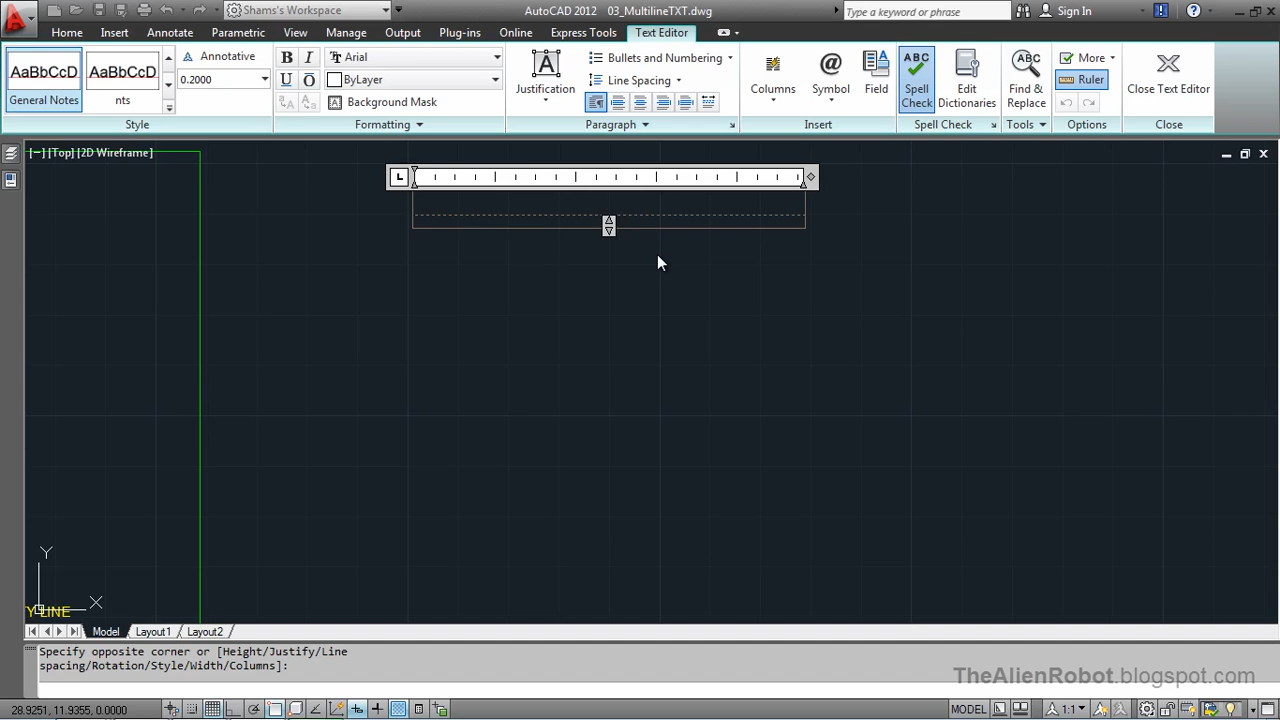 Shams's Workspace
AutoCAD 2012 03_MultilineTXT.dwg
Type a keyword or phrase
Sign In
Home Insert Annotate Parametric View Manage Output Plug-ins Online Express Tools Text Editor
AaBbCcD AaBbCcD
General Notes nts
Annotative
0.2000
Style
B I Arial
U O ByLayer
Background Mask
Formatting
A
Justification
Bullets and Numbering
Line Spacing
Paragraph
Columns
@
Symbol
Field
Insert
ABC
Spell
Check
Edit
Dictionaries
Spell Check
ABC
Find &
Replace
Tools
More
Ruler
Options
Close Text Editor
Close
[−] [Top] [2D Wireframe]
L
Y
X
Y LINE
Model Layout1 Layout2
Specify opposite corner or [Height/Justify/Line
spacing/Rotation/Style/Width/Columns]:
TheAlienRobot.blogspot.com
28.9251, 11.9355, 0.0000
MODEL
1:1